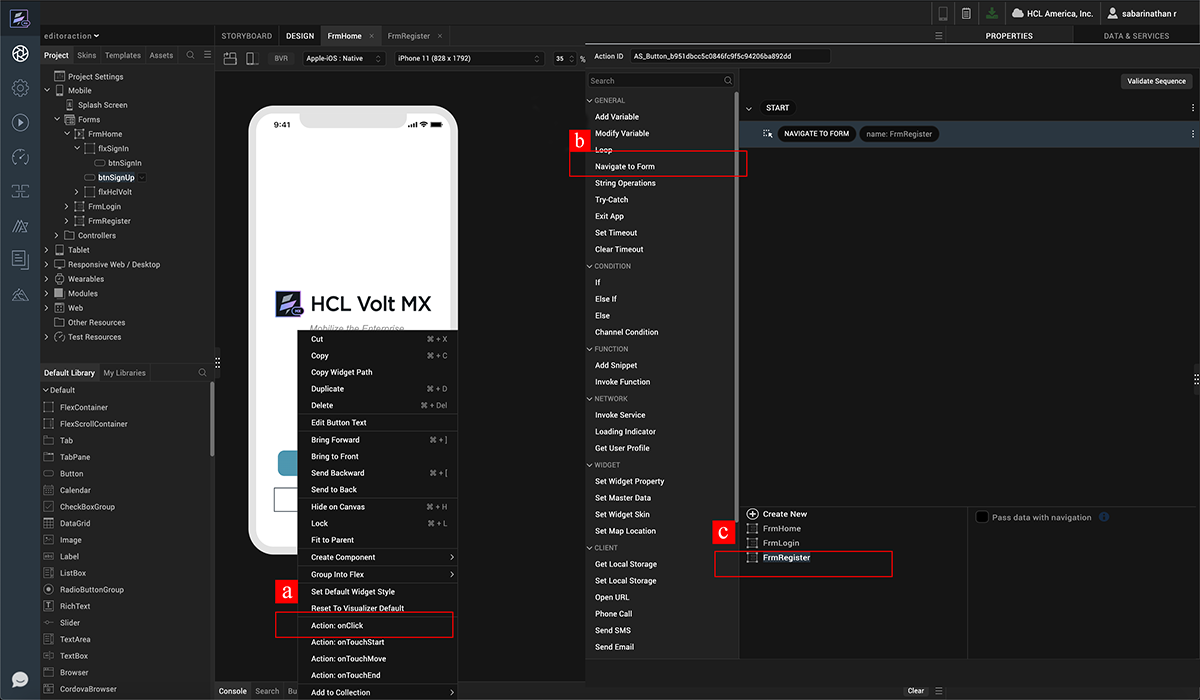 HCL America, Inc.
sabarinathan r
editoraction
STORYBOARD
DESIGN
FrmHome ×
FrmRegister ×
PROPERTIES
DATA & SERVICES
Project
Skins
Templates
Assets
BVR
Apple-iOS : Native
iPhone 11 (828 x 1792)
35
%
Action ID
AS_Button_b951dbcc5c0846fc9f5c94206ba892dd
Project Settings
Mobile
Splash Screen
Forms
FrmHome
flxSignIn
btnSignIn
btnSignUp
flxHclVolt
FrmLogin
FrmRegister
Controllers
Tablet
Responsive Web / Desktop
Wearables
Modules
Web
Other Resources
Test Resources
Default Library
My Libraries
Default
FlexContainer
FlexScrollContainer
Tab
TabPane
Button
Calendar
CheckBoxGroup
DataGrid
Image
Label
ListBox
RadioButtonGroup
RichText
Slider
TextArea
TextBox
Browser
CordovaBrowser
9:41
HCL Volt MX
Mobilize the Enterprise
Cut ⌘ + X
Copy ⌘ + C
Copy Widget Path
Duplicate ⌘ + D
Delete ⌘ + Del
Edit Button Text
Bring Forward ⌘ + ]
Bring to Front
Send Backward ⌘ + [
Send to Back
Hide on Canvas ⌘ + H
Lock ⌘ + L
Fit to Parent
Create Component
Group Into Flex
Set Default Widget Style
Reset To Visualizer Default
a
Action: onClick
Action: onTouchStart
Action: onTouchMove
Action: onTouchEnd
Add to Collection
Console
Search
Bu
Search
GENERAL
Add Variable
Modify Variable
b
Loop
Navigate to Form
String Operations
Try-Catch
Exit App
Set Timeout
Clear Timeout
CONDITION
If
Else If
Else
Channel Condition
FUNCTION
Add Snippet
Invoke Function
NETWORK
Invoke Service
Loading Indicator
Get User Profile
WIDGET
Set Widget Property
Set Master Data
Set Widget Skin
Set Map Location
CLIENT
Get Local Storage
Set Local Storage
Open URL
Phone Call
Send SMS
Send Email
Validate Sequence
START
NAVIGATE TO FORM
name: FrmRegister
Create New
FrmHome
c
FrmLogin
FrmRegister
Pass data with navigation
Clear